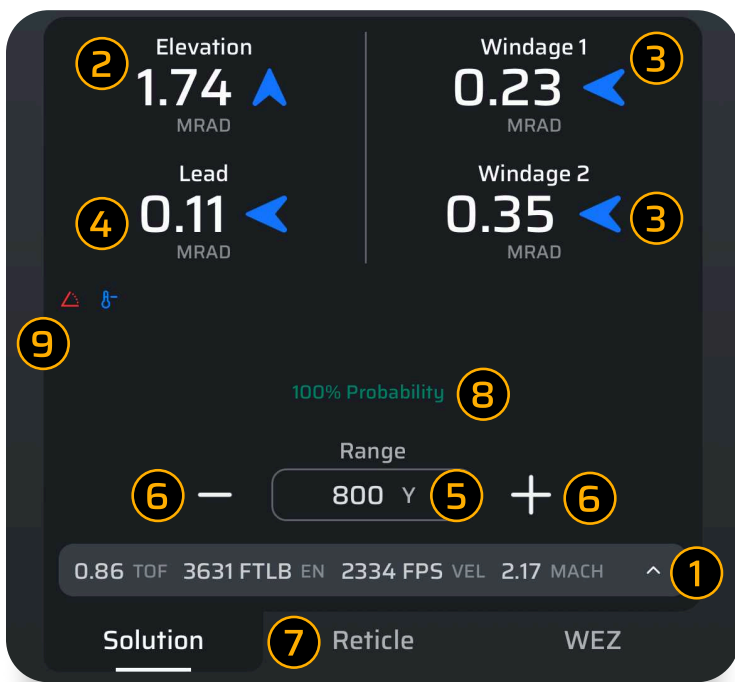 Elevation
2
1.74
MRAD
Windage 1
3
0.23
MRAD
Lead
4
0.11
MRAD
Windage 2
0.35
3
MRAD
9
100% Probability
8
Range
6
800 Y
5
6
0.86 TOF 3631 FTLB EN 2334 FPS VEL 2.17 MACH
1
Solution
7
Reticle
WEZ